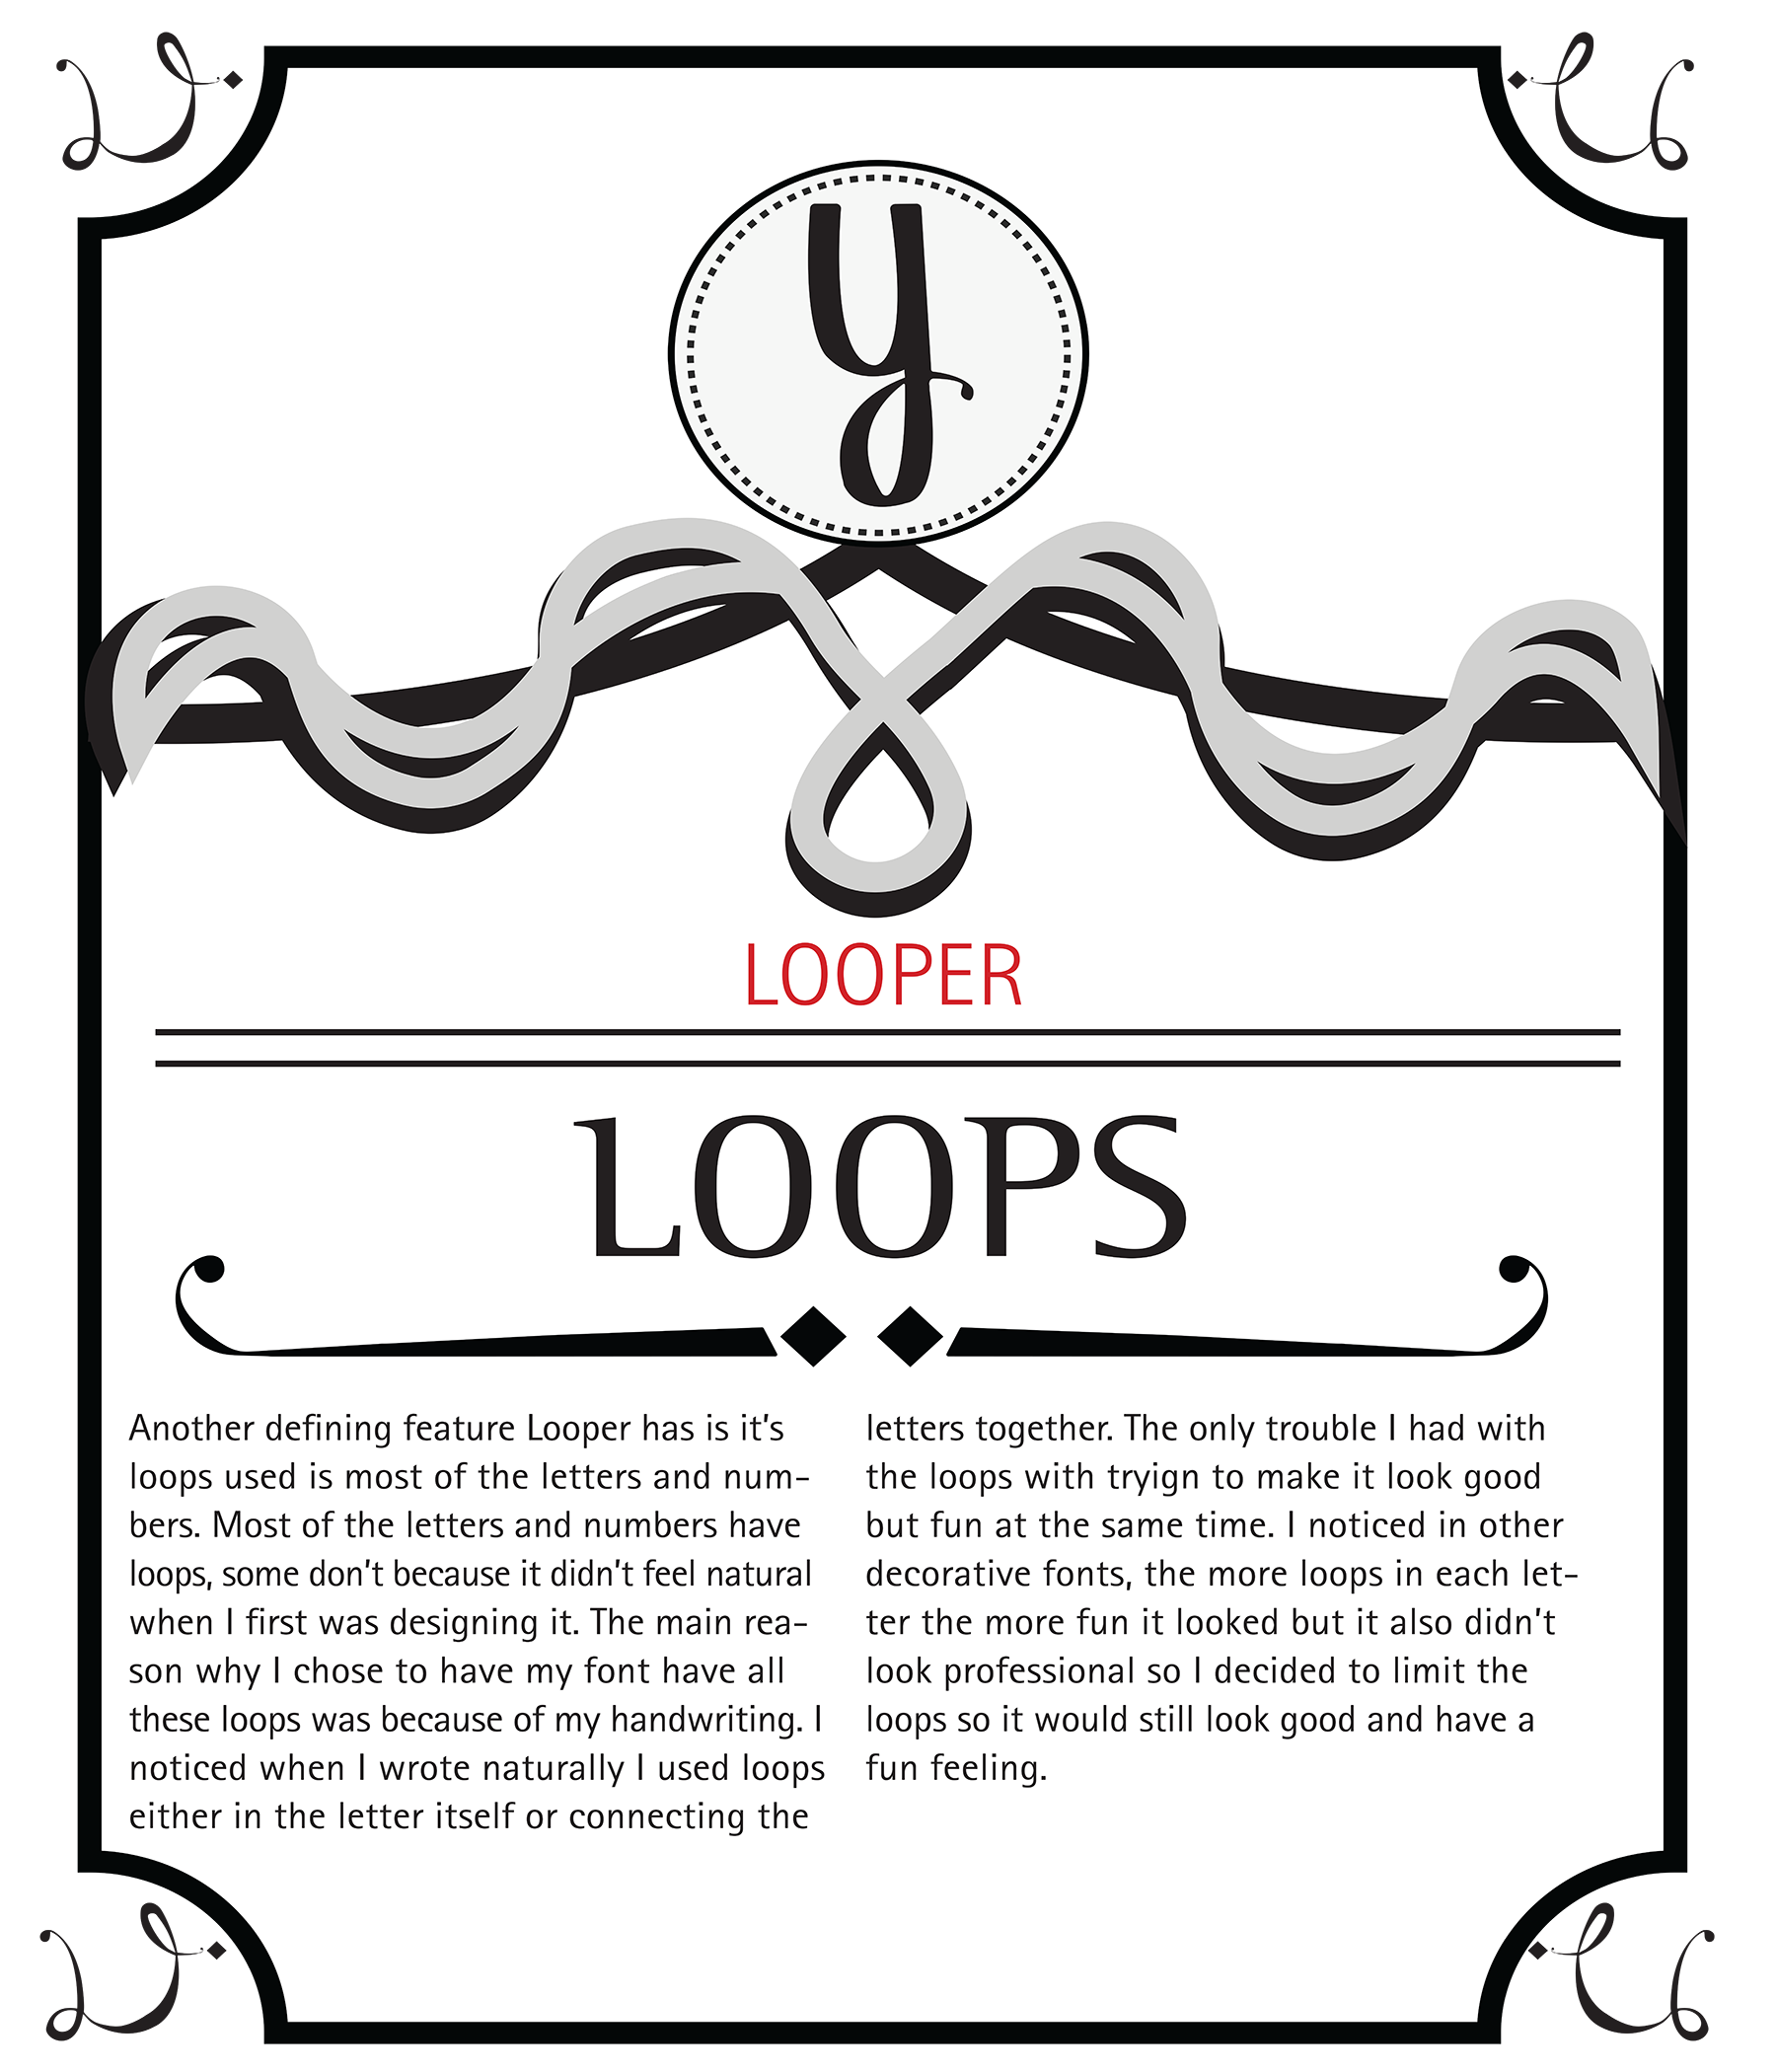 y
LOOPER
LOOPS
Another defining feature Looper has is it's
loops used is most of the letters and num-
bers. Most of the letters and numbers have
loops, some don't because it didn't feel natural
when I first was designing it. The main rea-
son why I chose to have my font have all
these loops was because of my handwriting. I
noticed when I wrote naturally I used loops
either in the letter itself or connecting the
letters together. The only trouble I had with
the loops with tryign to make it look good
but fun at the same time. I noticed in other
decorative fonts, the more loops in each let-
ter the more fun it looked but it also didn't
look professional so I decided to limit the
loops so it would still look good and have a
fun feeling.